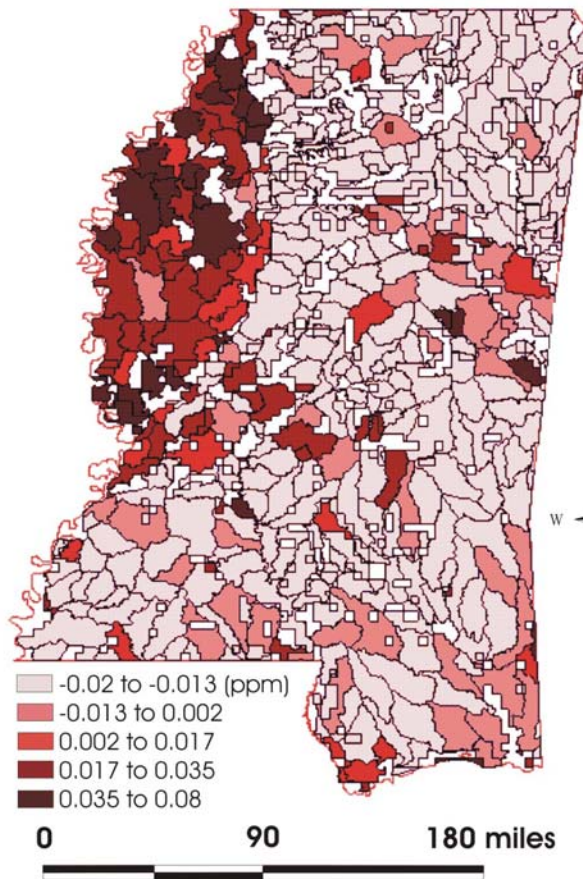 W
-0.02 to -0.013 (ppm)
-0.013 to 0.002
0.002 to 0.017
0.017 to 0.035
0.035 to 0.08
0 90 180 miles